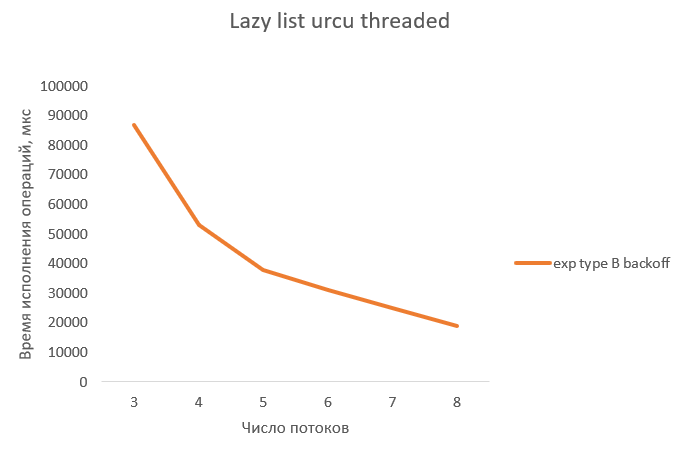 Lazy list urcu threaded
Время исполнения операций, мкс
100000
90000
80000
70000
60000
50000
40000
30000
20000
10000
0
3 4 5 6 7 8
Число потоков
exp type B backoff